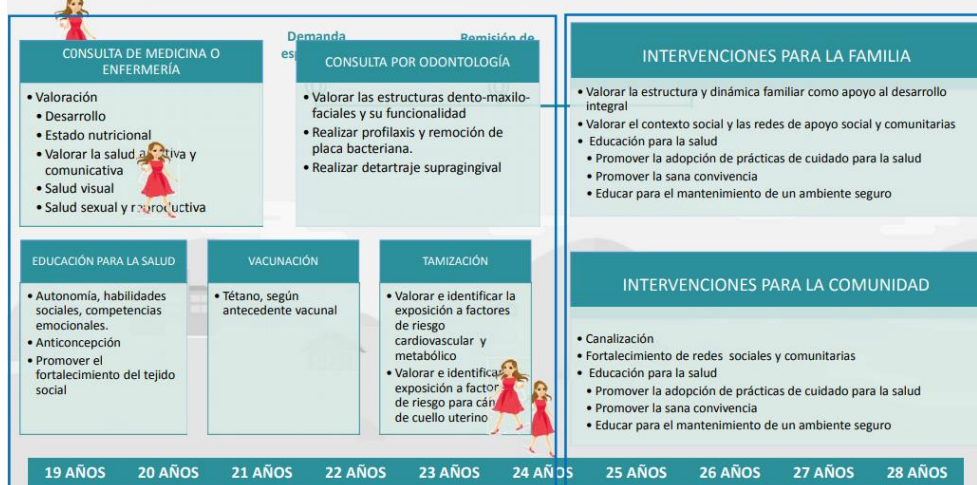 Demanda
Remisión de
CONSULTA DE MEDICINA O
ENFERMERÍA
• Valoración
• Desarrollo
• Estado nutricional
• Valorar la salud y
comunicativa
• Salud visual
• Salud sexual y reproductiva
CONSULTA POR ODONTOLOGÍA
• Valorar las estructuras dento-maxilo-
faciales y su funcionalidad
• Realizar profilaxis y remoción de
placa bacteriana.
• Realizar detartraje supragingival
INTERVENCIONES PARA LA FAMILIA
• Valorar la estructura y dinámica familiar como apoyo al desarrollo
integral
• Valorar el contexto social y las redes de apoyo social y comunitarias
• Educación para la salud
• Promover la adopción de prácticas de cuidado para la salud
• Promover la sana convivencia
• Educar para el mantenimiento de un ambiente seguro
EDUCACIÓN PARA LA SALUD
• Autonomía, habilidades
sociales, competencias
emocionales.
• Anticoncepción
• Promover el
fortalecimiento del tejido
social
VACUNACIÓN
• Tétano, según
antecedente vacunal
TAMIZACIÓN
• Valorar e identificar la
exposición a factores
de riesgo
cardiovascular y
metabólico
• Valorar e identificar
exposición a factor
de riesgo para
de cuello uterino
INTERVENCIONES PARA LA COMUNIDAD
• Canalización
• Fortalecimiento de redes sociales y comunitarias
• Educación para la salud
• Promover la adopción de prácticas de cuidado para la salud
• Promover la sana convivencia
• Educar para el mantenimiento de un ambiente seguro
19 AÑOS 20 AÑOS 21 AÑOS 22 AÑOS 23 AÑOS 24 AÑOS 25 AÑOS 26 AÑOS 27 AÑOS 28 AÑOS